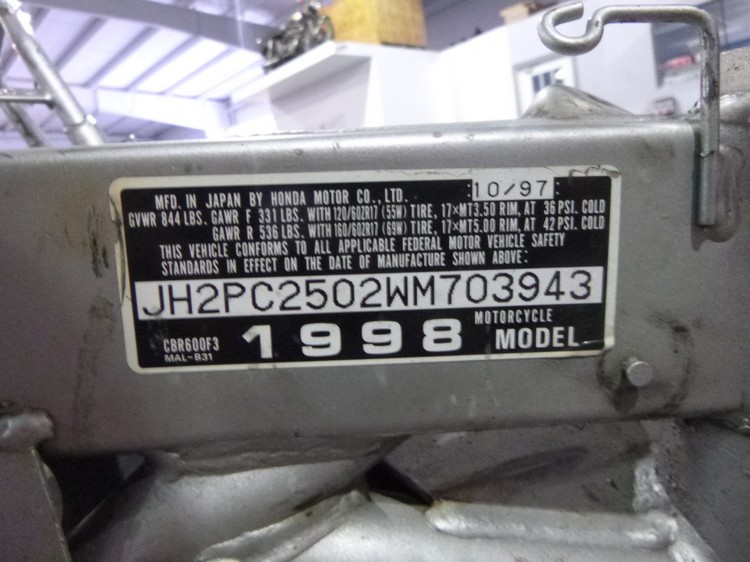 MFD. IN JAPAN BY HONDA MOTOR CO., LTD. 10/97
GVWR 844 LBS. GAWR F 331 LBS. WITH 120/60ZR17 (55W) TIRE, 17×MT3.50 RIM, AT 36 PSI. COLD
GAWR R 536 LBS. WITH 160/60ZR17 (69W) TIRE, 17×MT5.00 RIM, AT 42 PSI. COLD
THIS VEHICLE CONFORMS TO ALL APPLICABLE FEDERAL MOTOR VEHICLE SAFETY
STANDARDS IN EFFECT ON THE DATE OF MANUFACTURE SHOWN ABOVE:
JH2PC2502WM703943
CBR600F3
MAL-831
1998
MOTORCYCLE
MODEL